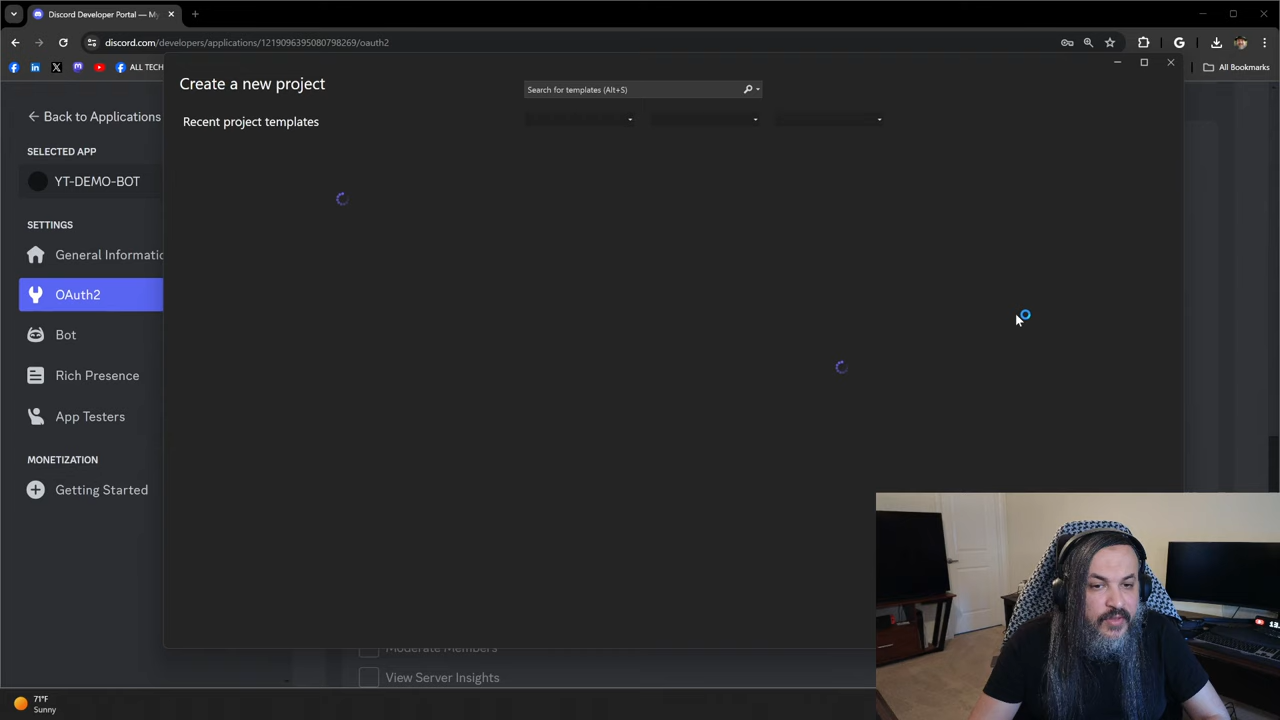 Discord Developer Portal — My
discord.com/developers/applications/1219096395080798269/oauth2
ALL TECH
All Bookmarks
Create a new project
Search for templates (Alt+S)
Recent project templates
Back to Applications
SELECTED APP
YT-DEMO-BOT
SETTINGS
General Informatic
OAuth2
Bot
Rich Presence
App Testers
MONETIZATION
Getting Started
Moderate Members
View Server Insights
71°F
Sunny